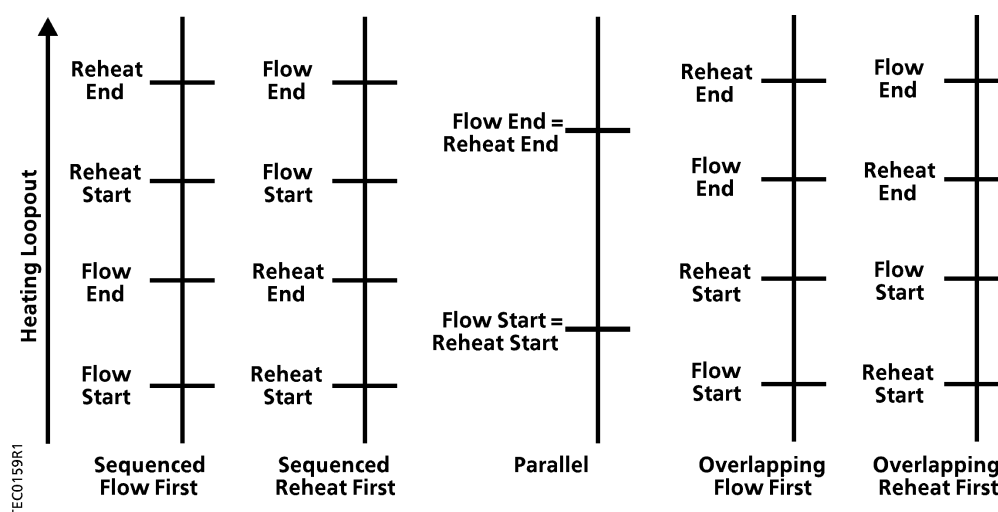 Heating Loopout
TEC0159R1
Reheat
End
Reheat
Start
Flow
End
Flow
Start
Sequenced
Flow First
Flow
End
Flow
Start
Reheat
End
Reheat
Start
Sequenced
Reheat First
Flow End =
Reheat End
Flow Start =
Reheat Start
Parallel
Reheat
End
Flow
End
Reheat
Start
Flow
Start
Overlapping
Flow First
Flow
End
Reheat
End
Flow
Start
Reheat
Start
Overlapping
Reheat First